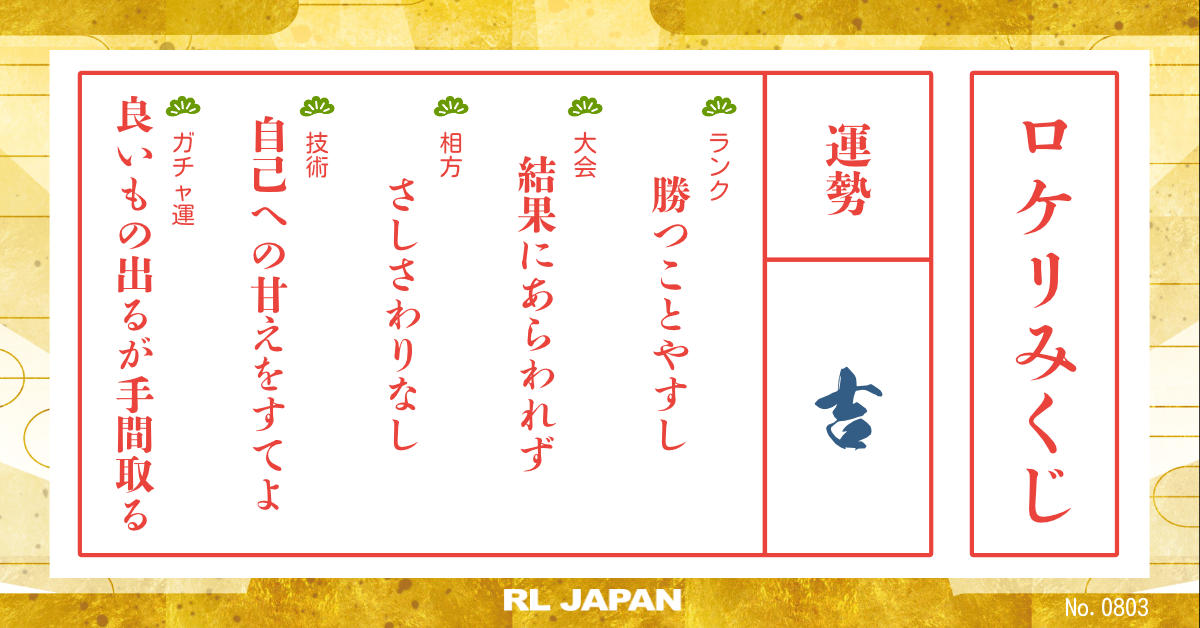 ロケリみくじ
運勢
吉
ランク
勝つことやすし
大会
結果にあらわれず
相方
さしさわりなし
技術
自己への甘えをすてよ
ガチャ運
良いもの出るが手間取る
RL JAPAN
No. 0803